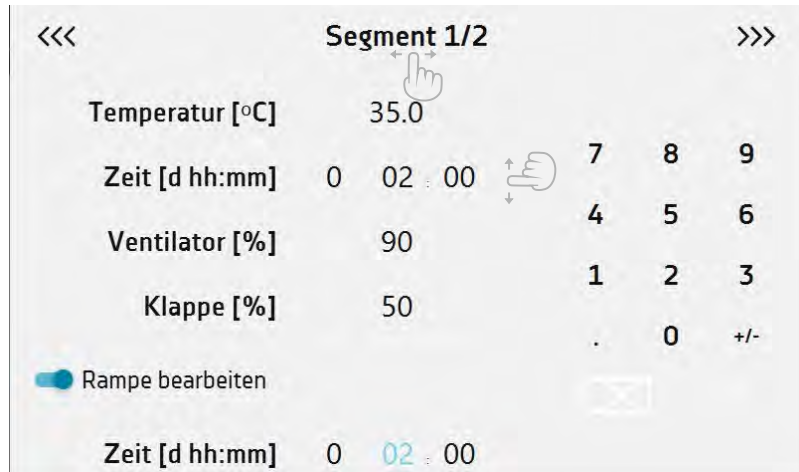 <<< Segment 1/2 >>>
Temperatur [°C] 35.0
Zeit [d hh:mm] 0 02 : 00
Ventilator [%] 90
Klappe [%] 50
7 8 9
4 5 6
1 2 3
. 0 +/-
Rampe bearbeiten
Zeit [d hh:mm] 0 02 : 00